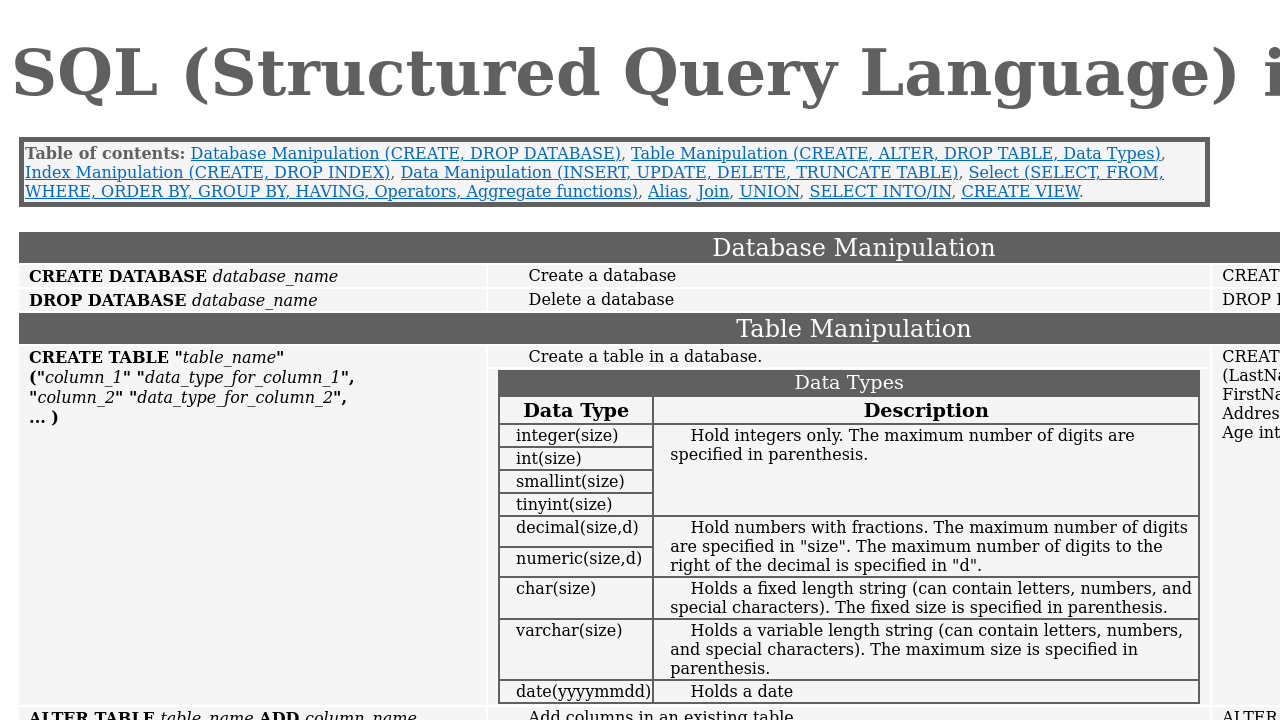 SQL (Structured Query Language) i
Table of contents: Database Manipulation (CREATE, DROP DATABASE), Table Manipulation (CREATE, ALTER, DROP TABLE, Data Types),
Index Manipulation (CREATE, DROP INDEX), Data Manipulation (INSERT, UPDATE, DELETE, TRUNCATE TABLE), Select (SELECT, FROM,
WHERE, ORDER BY, GROUP BY, HAVING, Operators, Aggregate functions), Alias, Join, UNION, SELECT INTO/IN, CREATE VIEW.
Database Manipulation
CREATE DATABASE database_name
Create a database
CREAT
DROP DATABASE database_name
Delete a database
DROP
Table Manipulation
CREATE TABLE "table_name"
("column_1" "data_type_for_column_1",
"column_2" "data_type_for_column_2",
... )
Create a table in a database.
Data Types
Data Type
Description
integer(size)
int(size)
smallint(size)
tinyint(size)
Hold integers only. The maximum number of digits are
specified in parenthesis.
decimal(size,d)
numeric(size,d)
Hold numbers with fractions. The maximum number of digits
are specified in "size". The maximum number of digits to the
right of the decimal is specified in "d".
char(size)
Holds a fixed length string (can contain letters, numbers, and
special characters). The fixed size is specified in parenthesis.
varchar(size)
Holds a variable length string (can contain letters, numbers,
and special characters). The maximum size is specified in
parenthesis.
date(yyyymmdd)
Holds a date
CREAT
(LastNa
FirstNa
Addres
Age int
ALTER TABLE table_name ADD column_name
Add columns in an existing table.
ALTER